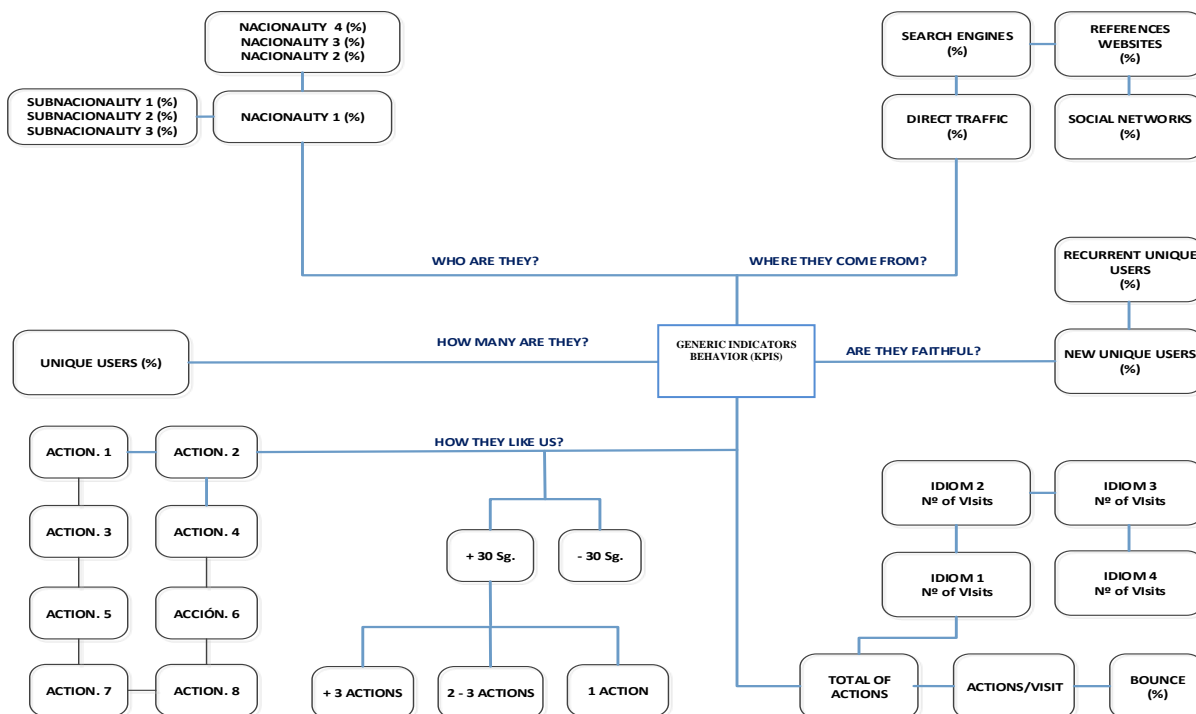 NACIONALITY 4 (%)
NACIONALITY 3 (%)
NACIONALITY 2 (%)
SUBNACIONALITY 1 (%)
SUBNACIONALITY 2 (%)
SUBNACIONALITY 3 (%)
NACIONALITY 1 (%)
SEARCH ENGINES
(%)
REFERENCES
WEBSITES
(%)
DIRECT TRAFFIC
(%)
SOCIAL NETWORKS
(%)
WHO ARE THEY?
WHERE THEY COME FROM?
RECURRENT UNIQUE
USERS
(%)
UNIQUE USERS (%)
HOW MANY ARE THEY?
GENERIC INDICATORS
BEHAVIOR (KPIS)
ARE THEY FAITHFUL?
NEW UNIQUE USERS
(%)
HOW THEY LIKE US?
ACTION. 1
ACTION. 2
ACTION. 3
ACTION. 4
ACTION. 5
ACCIÓN. 6
ACTION. 7
ACTION. 8
+ 30 Sg.
- 30 Sg.
+ 3 ACTIONS
2 - 3 ACTIONS
1 ACTION
IDIOM 2
Nº of VIsits
IDIOM 3
Nº of VIsits
IDIOM 1
Nº of VIsits
IDIOM 4
Nº of VIsits
TOTAL OF
ACTIONS
ACTIONS/VISIT
BOUNCE
(%)